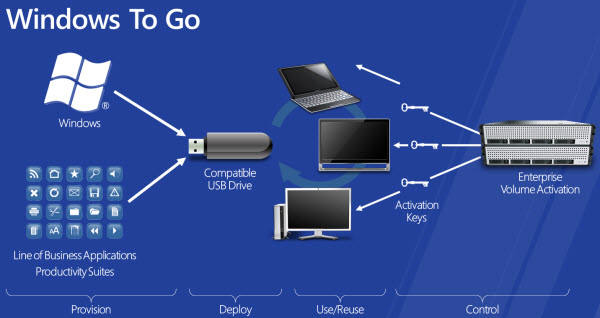 Windows To Go
®
Windows
Compatible
USB Drive
Activation
Keys
Enterprise
Volume Activation
Line of Business Applications
Productivity Suites
Provision
Deploy
Use/Reuse
Control